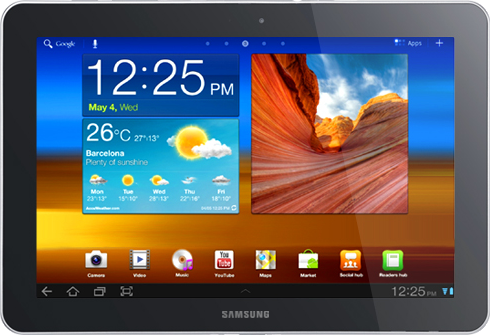 Google
Apps
12:25 PM
May 4, Wed
26°C 27°·13°
Barcelona
Plenty of sunshine
Mon Tue Wed Thu Fri
Camera Video Music YouTube Maps Market Social hub Readers hub
12:25 PM
SAMSUNG